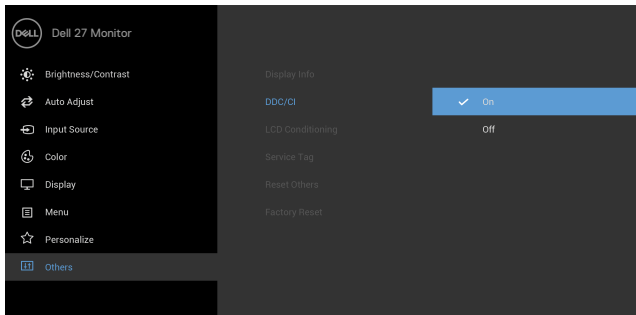 DELL
Dell 27 Monitor
Brightness/Contrast
Auto Adjust
Input Source
Color
Display
Menu
Personalize
Others
Display Info
DDC/CI
LCD Conditioning
Service Tag
Reset Others
Factory Reset
On
Off